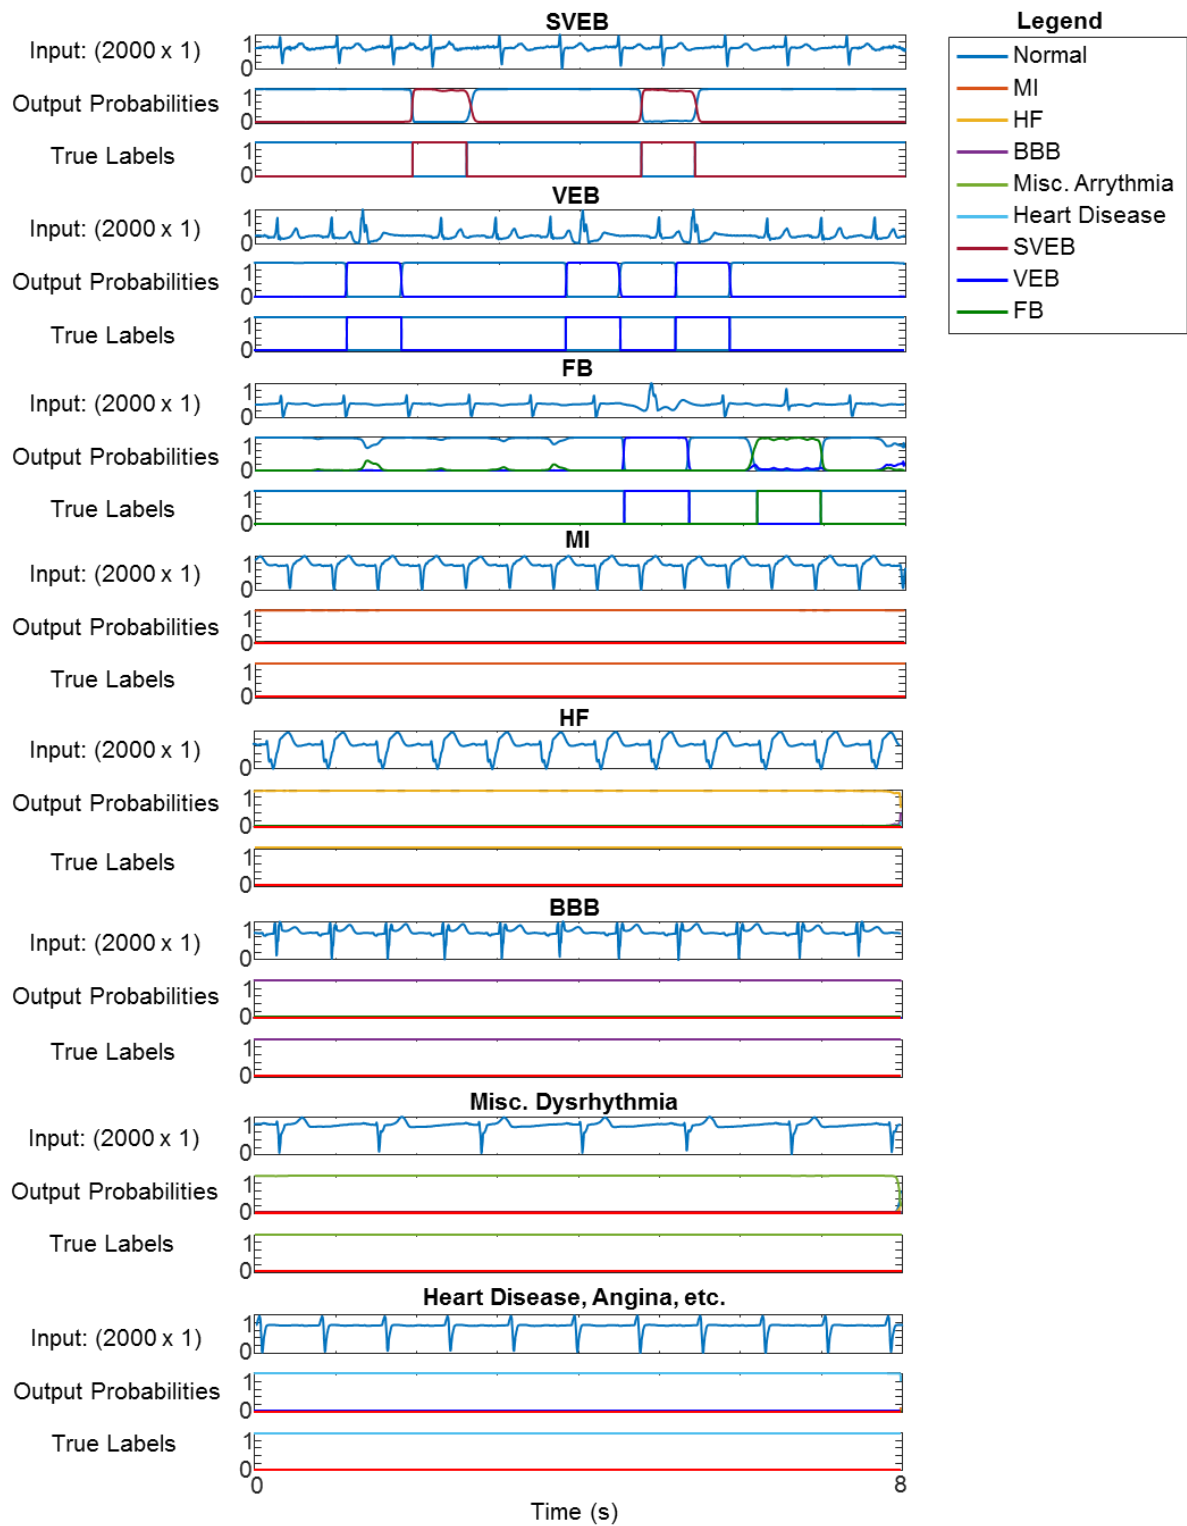 SVEB
Legend
Input: (2000 x 1)
1
0
Normal
MI
HF
BBB
Misc. Arrythmia
Heart Disease
SVEB
VEB
FB
Output Probabilities
1
0
True Labels
1
0
VEB
Input: (2000 x 1)
1
0
Output Probabilities
1
0
True Labels
1
0
FB
Input: (2000 x 1)
1
0
Output Probabilities
1
0
True Labels
1
0
MI
Input: (2000 x 1)
1
0
Output Probabilities
1
0
True Labels
1
0
HF
Input: (2000 x 1)
1
0
Output Probabilities
1
0
True Labels
1
0
BBB
Input: (2000 x 1)
1
0
Output Probabilities
1
0
True Labels
1
0
Misc. Dysrhythmia
Input: (2000 x 1)
1
0
Output Probabilities
1
0
True Labels
1
0
Heart Disease, Angina, etc.
Input: (2000 x 1)
1
0
Output Probabilities
1
0
True Labels
1
0
0
8
Time (s)